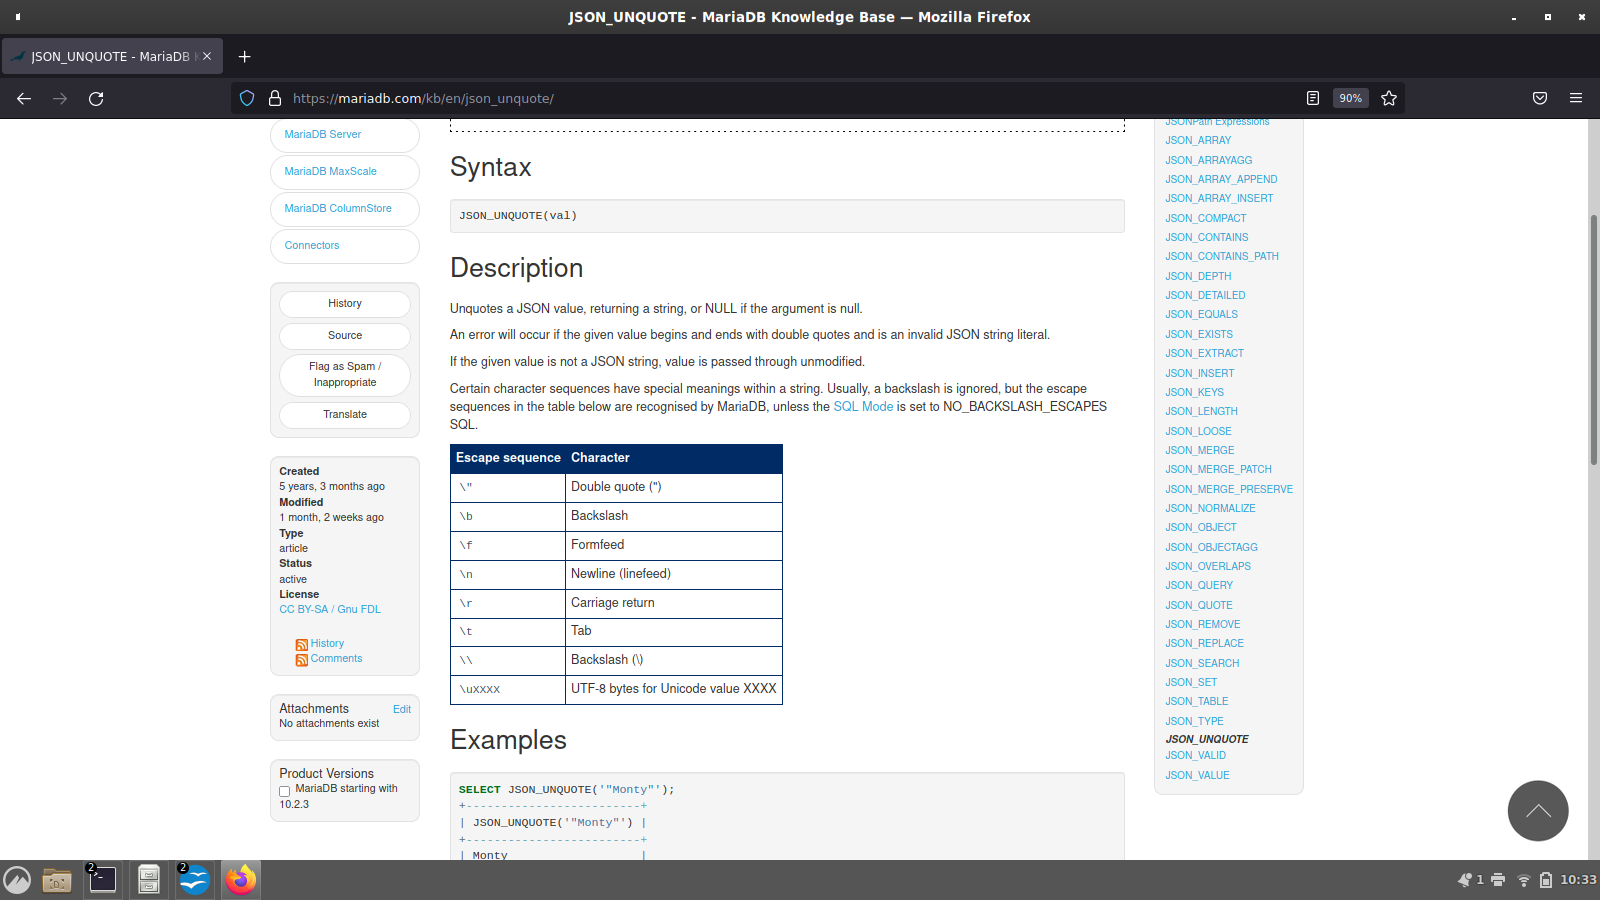 JSON_UNQUOTE - MariaDB Knowledge Base — Mozilla Firefox
JSON_UNQUOTE - MariaDB K
https://mariadb.com/kb/en/json_unquote/
90%
MariaDB Server
MariaDB MaxScale
MariaDB ColumnStore
Connectors
History
Source
Flag as Spam /
Inappropriate
Translate
Created
5 years, 3 months ago
Modified
1 month, 2 weeks ago
Type
article
Status
active
License
CC BY-SA / Gnu FDL
History
Comments
Attachments Edit
No attachments exist
Product Versions
MariaDB starting with
10.2.3
Syntax
JSON_UNQUOTE(val)
Description
Unquotes a JSON value, returning a string, or NULL if the argument is null.
An error will occur if the given value begins and ends with double quotes and is an invalid JSON string literal.
If the given value is not a JSON string, value is passed through unmodified.
Certain character sequences have special meanings within a string. Usually, a backslash is ignored, but the escape
sequences in the table below are recognised by MariaDB, unless the SQL Mode is set to NO_BACKSLASH_ESCAPES
SQL.
Escape sequence Character
\" Double quote (")
\b Backslash
\f Formfeed
\n Newline (linefeed)
\r Carriage return
\t Tab
\\ Backslash (\)
\uXXXX UTF-8 bytes for Unicode value XXXX
Examples
SELECT JSON_UNQUOTE('"Monty"');
+-------------------------+
| JSON_UNQUOTE('"Monty"') |
+-------------------------+
| Monty |
JSONPath Expressions
JSON_ARRAY
JSON_ARRAYAGG
JSON_ARRAY_APPEND
JSON_ARRAY_INSERT
JSON_COMPACT
JSON_CONTAINS
JSON_CONTAINS_PATH
JSON_DEPTH
JSON_DETAILED
JSON_EQUALS
JSON_EXISTS
JSON_EXTRACT
JSON_INSERT
JSON_KEYS
JSON_LENGTH
JSON_LOOSE
JSON_MERGE
JSON_MERGE_PATCH
JSON_MERGE_PRESERVE
JSON_NORMALIZE
JSON_OBJECT
JSON_OBJECTAGG
JSON_OVERLAPS
JSON_QUERY
JSON_QUOTE
JSON_REMOVE
JSON_REPLACE
JSON_SEARCH
JSON_SET
JSON_TABLE
JSON_TYPE
JSON_UNQUOTE
JSON_VALID
JSON_VALUE
2
2
1
10:33